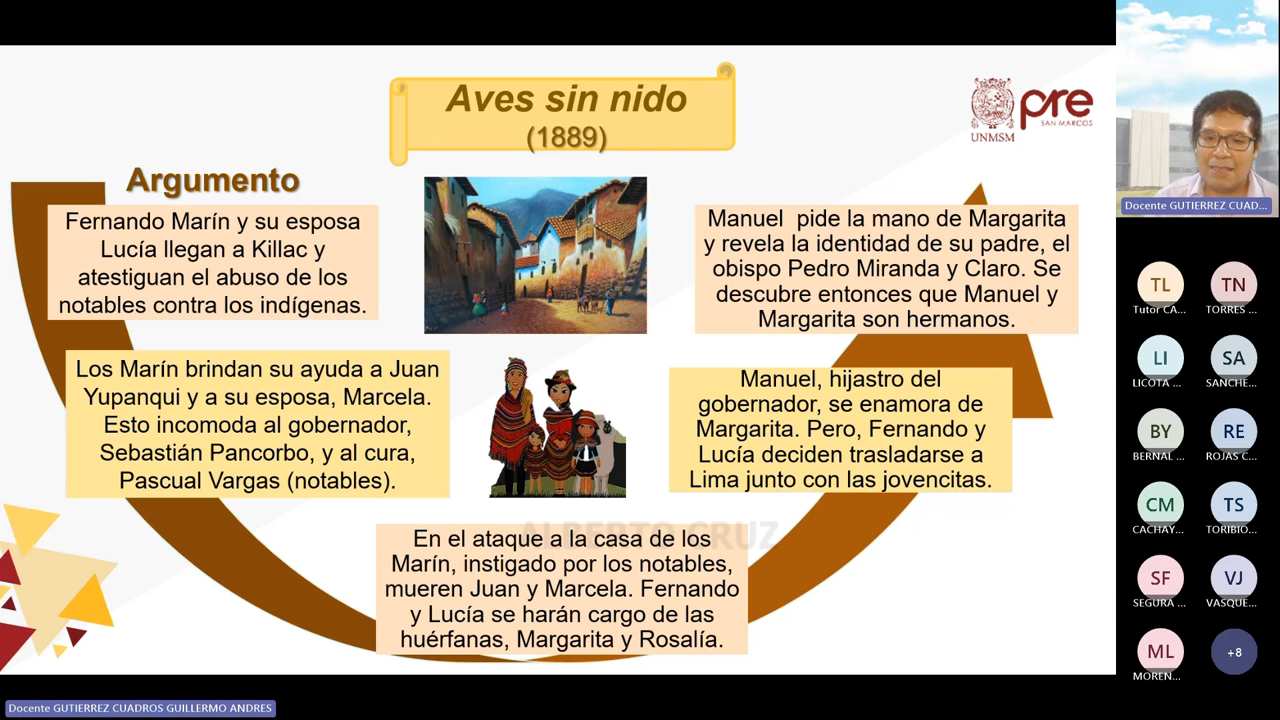 Aves sin nido
(1889)
UNMSM
pre
SAN MARCOS
Argumento
Fernando Marín y su esposa
Lucía llegan a Killac y
atestiguan el abuso de los
notables contra los indígenas.
Los Marín brindan su ayuda a Juan
Yupanqui y a su esposa, Marcela.
Esto incomoda al gobernador,
Sebastián Pancorbo, y al cura,
Pascual Vargas (notables).
ALBERTO CRUZ
En el ataque a la casa de los
Marín, instigado por los notables,
mueren Juan y Marcela. Fernando
y Lucía se harán cargo de las
huérfanas, Margarita y Rosalía.
Manuel, hijastro del
gobernador, se enamora de
Margarita. Pero, Fernando y
Lucía deciden trasladarse a
Lima junto con las jovencitas.
Manuel pide la mano de Margarita
y revela la identidad de su padre, el
obispo Pedro Miranda y Claro. Se
descubre entonces que Manuel y
Margarita son hermanos.
Docente GUTIERREZ CUAD...
TL
Tutor CA...
TN
TORRES ...
LI
LICOTA ...
SA
SANCHE...
BY
BERNAL ...
RE
ROJAS C...
CM
CACHAY...
TS
TORIBIO...
SF
SEGURA ...
VJ
VASQUE...
ML
MOREN...
+8
Docente GUTIERREZ CUADROS GUILLERMO ANDRES